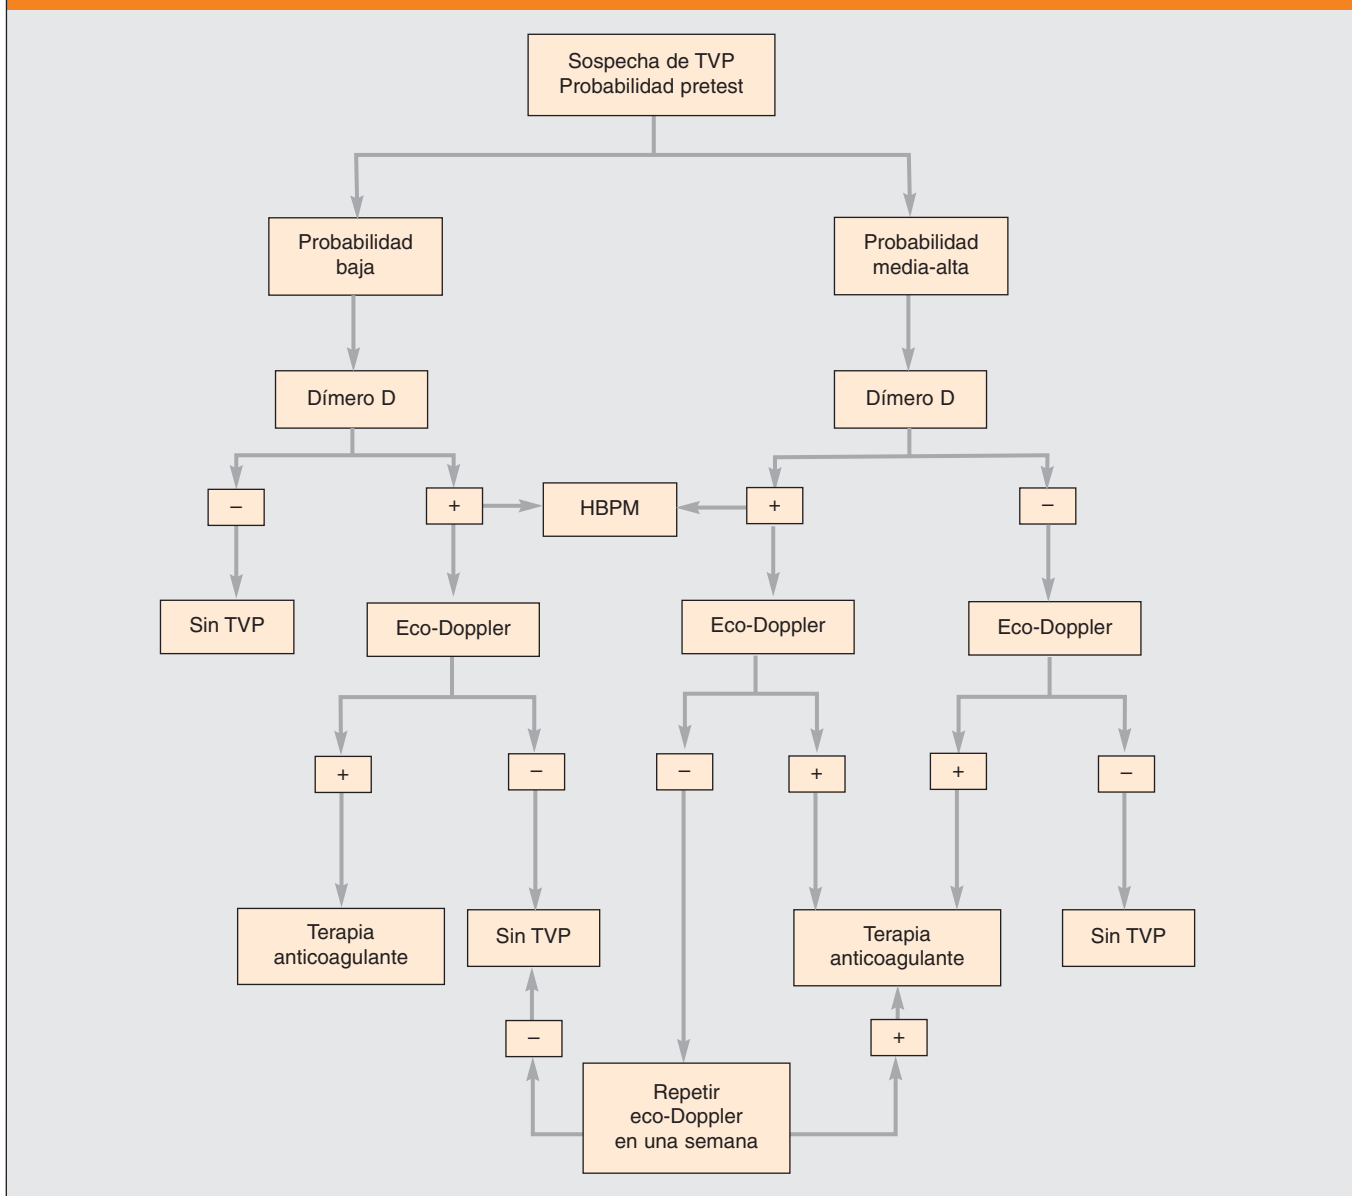 Sospecha de TVP
Probabilidad pretest
Probabilidad
baja
Probabilidad
media-alta
Dímero D
Dímero D
–
+
HBPM
+
–
Sin TVP
Eco-Doppler
Eco-Doppler
Eco-Doppler
+
–
–
+
+
–
Terapia
anticoagulante
Sin TVP
Terapia
anticoagulante
Sin TVP
–
+
Repetir
eco-Doppler
en una semana